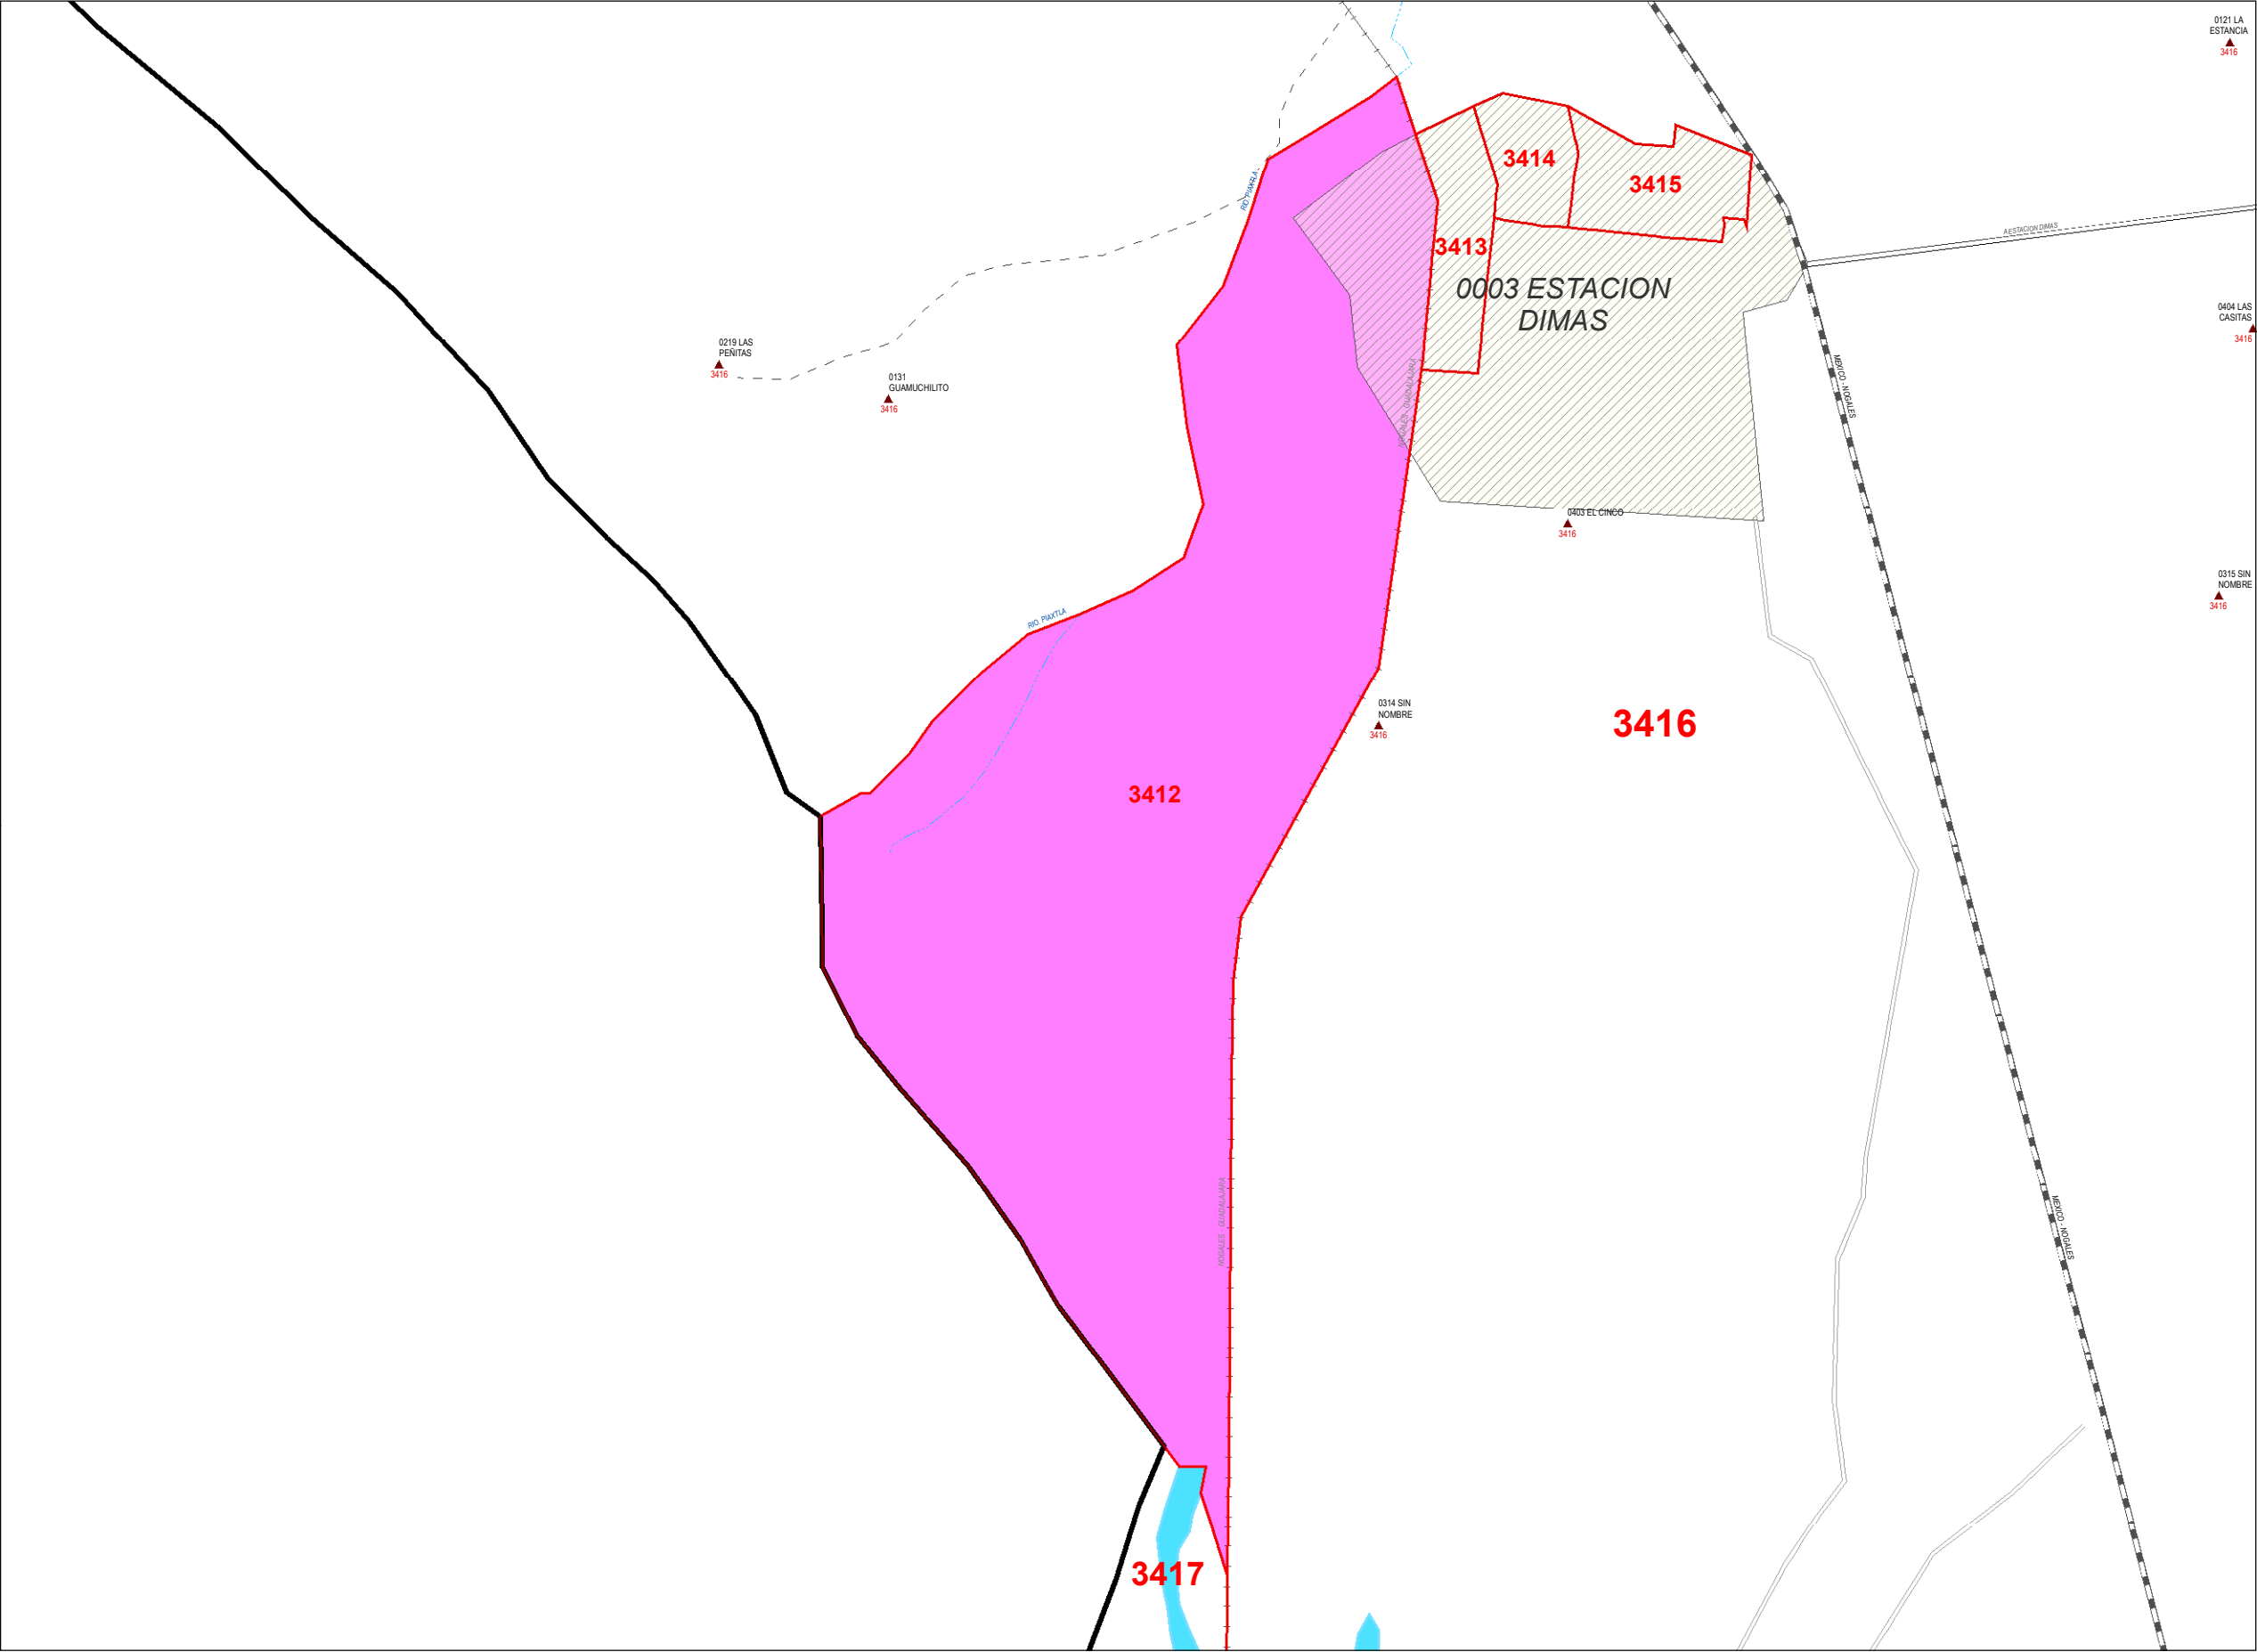 0121 LA
ESTANCIA
3416
3414
3415
RIO PIAXTLA
A ESTACION DIMAS
3413
0003 ESTACION
DIMAS
0404 LAS
CASITAS
3416
0219 LAS
PEÑITAS
3416
0131
GUAMUCHILITO
3416
NOGALES - GUADALAJARA
MEXICO - NOGALES
0403 EL CINCO
3416
0315 SIN
NOMBRE
3416
RIO PIAXTLA
0314 SIN
NOMBRE
3416
3416
3412
NOGALES - GUADALAJARA
MEXICO - NOGALES
3417